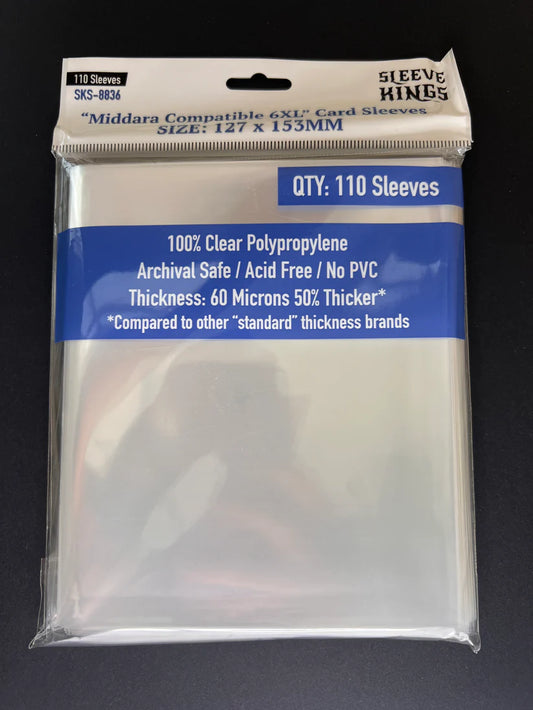 110 Sleeves
SKS-8836
SLEEVE
KINGS
“Middara Compatible 6XL” Card Sleeves
SIZE: 127 x 153MM
QTY: 110 Sleeves
100% Clear Polypropylene
Archival Safe / Acid Free / No PVC
Thickness: 60 Microns 50% Thicker*
*Compared to other “standard” thickness brands